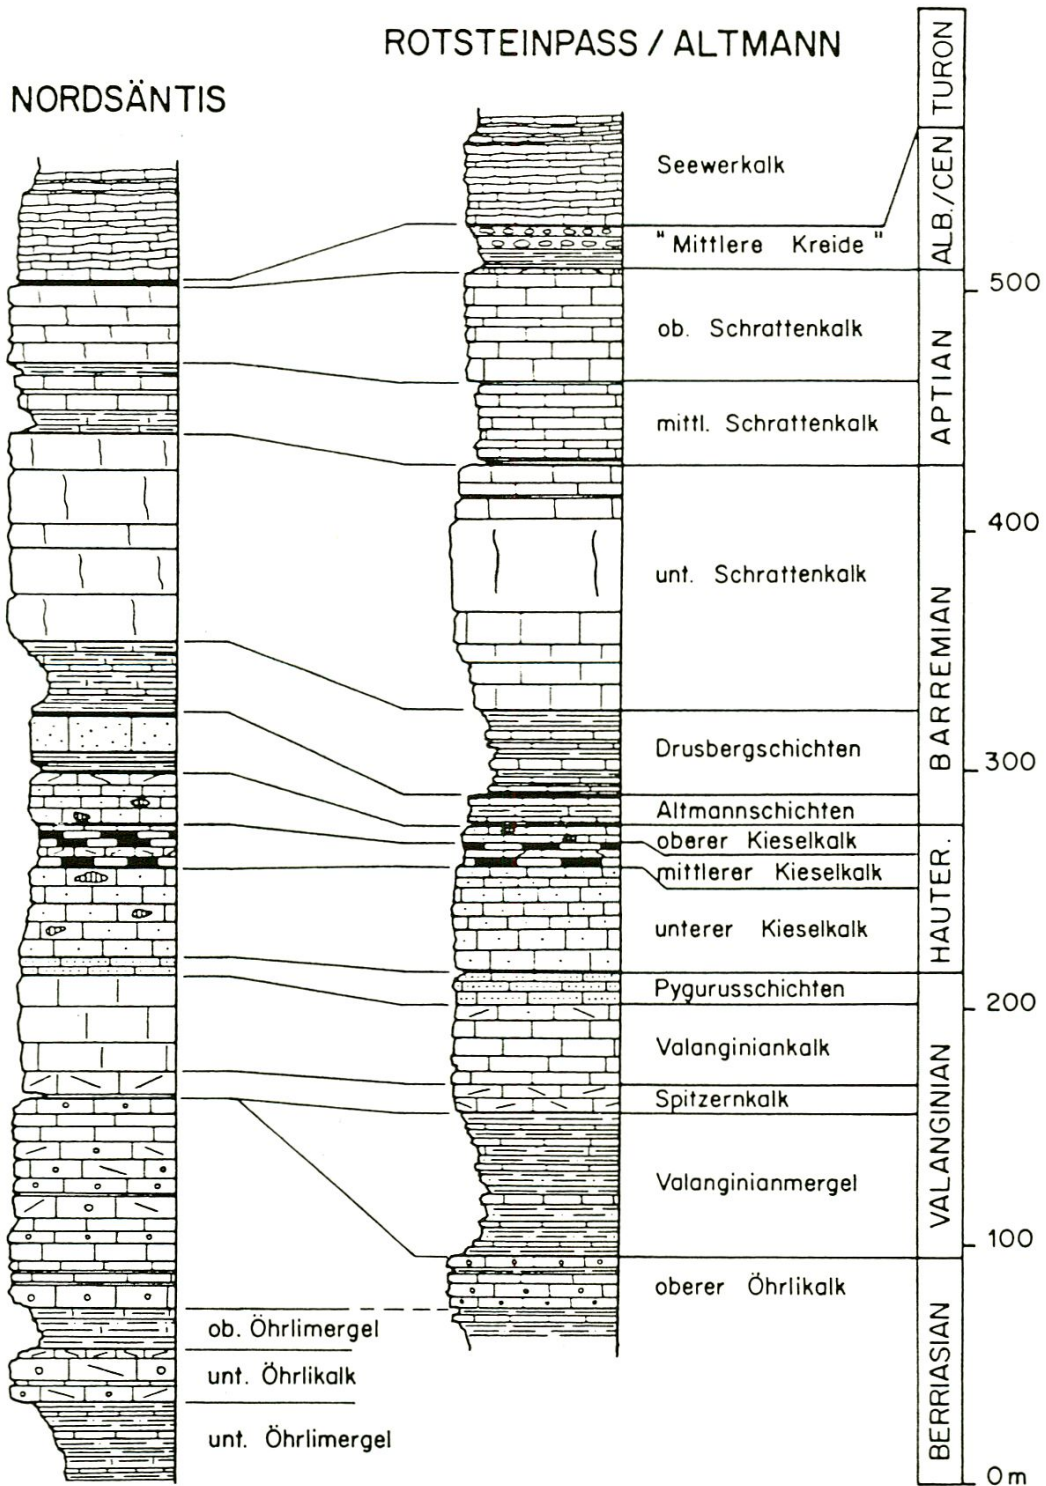 ROTSTEINPASS / ALTMANN
NORDSÄNTIS
TURON
ALB./CEN
APTIAN
BARREMIAN
HAUTER.
VALANGINIAN
BERRIASIAN
Seewerkalk
"Mittlere Kreide"
ob. Schrattenkalk
mittl. Schrattenkalk
unt. Schrattenkalk
Drusbergschichten
Altmannschichten
oberer Kieselkalk
mittlerer Kieselkalk
unterer Kieselkalk
Pygurusschichten
Valanginiankalk
Spitzernkalk
Valanginianmergel
oberer Öhrlikalk
ob. Öhrlimergel
unt. Öhrlikalk
unt. Öhrlimergel
500
400
300
200
100
0m